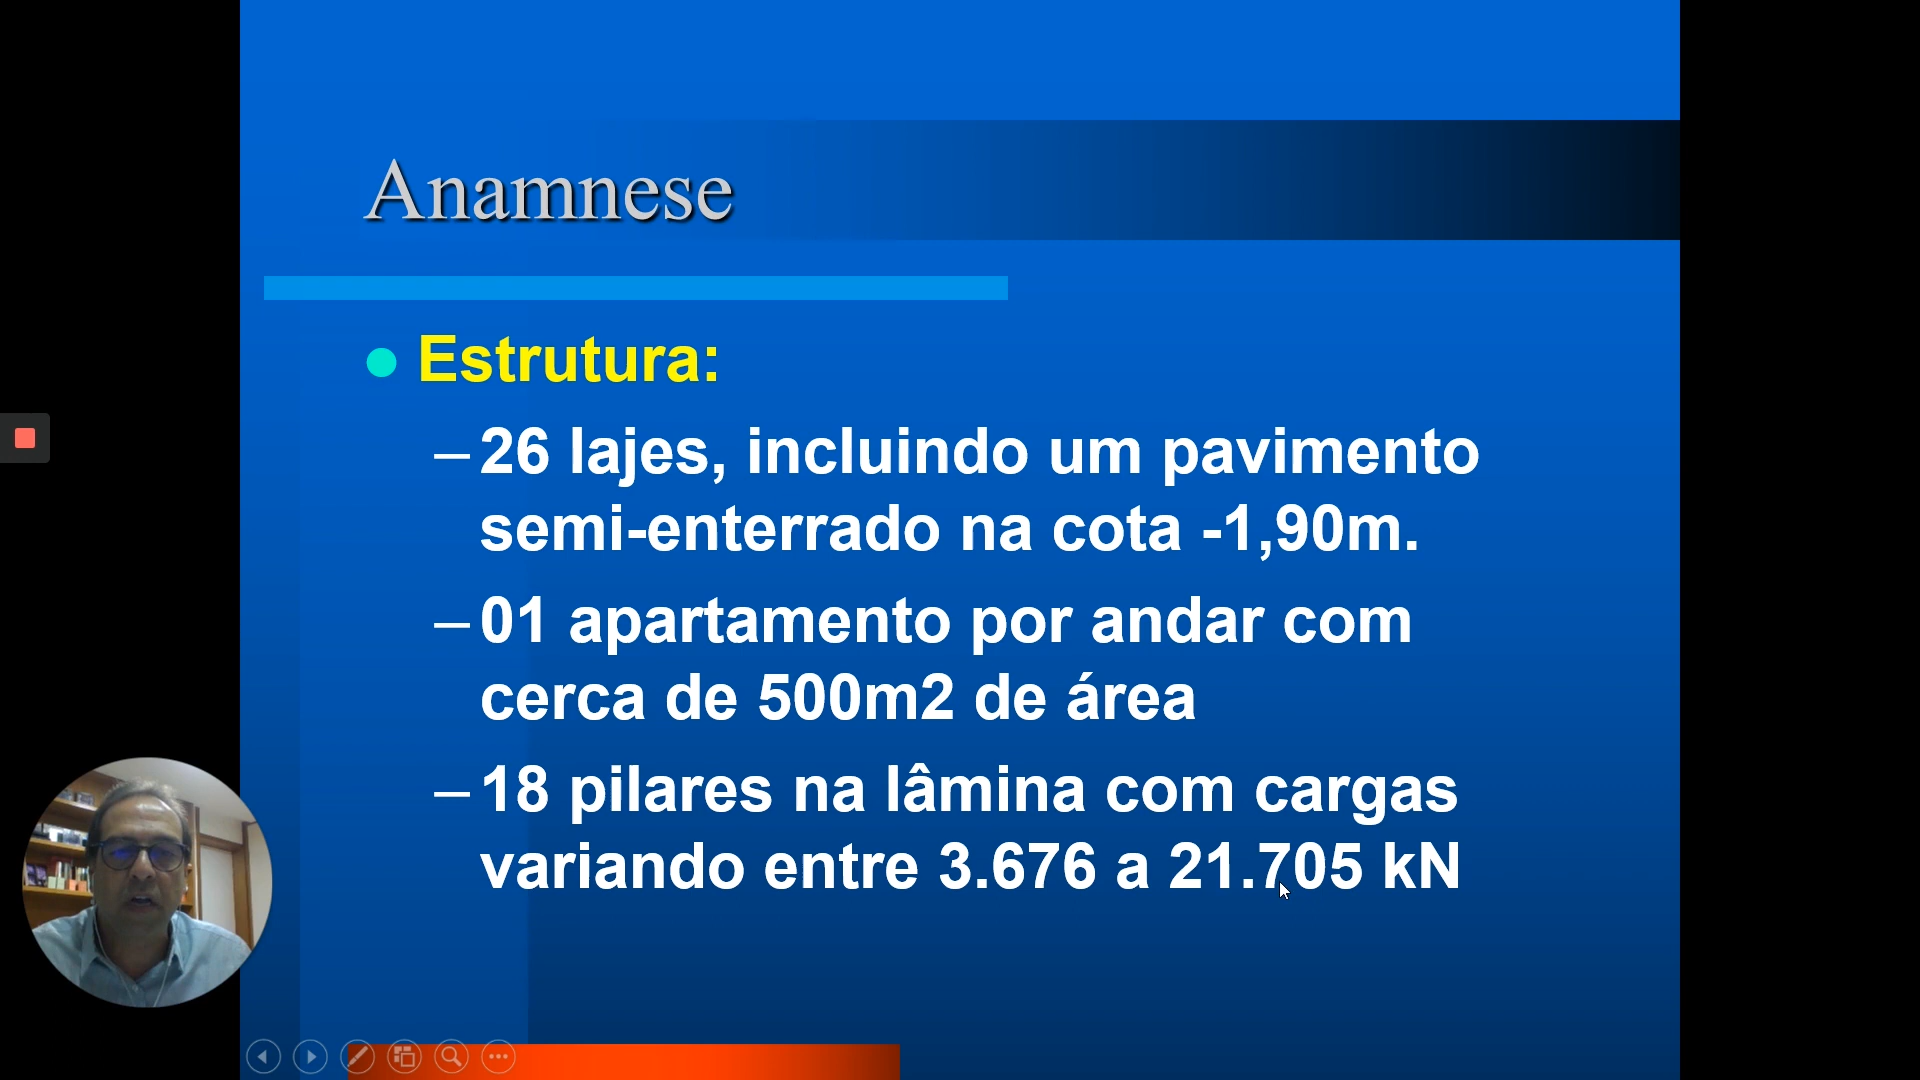 Anamnese
Estrutura:
–26 lajes, incluindo um pavimento
semi-enterrado na cota -1,90m.
–01 apartamento por andar com
cerca de 500m2 de área
–18 pilares na lâmina com cargas
variando entre 3.676 a 21.705 kN